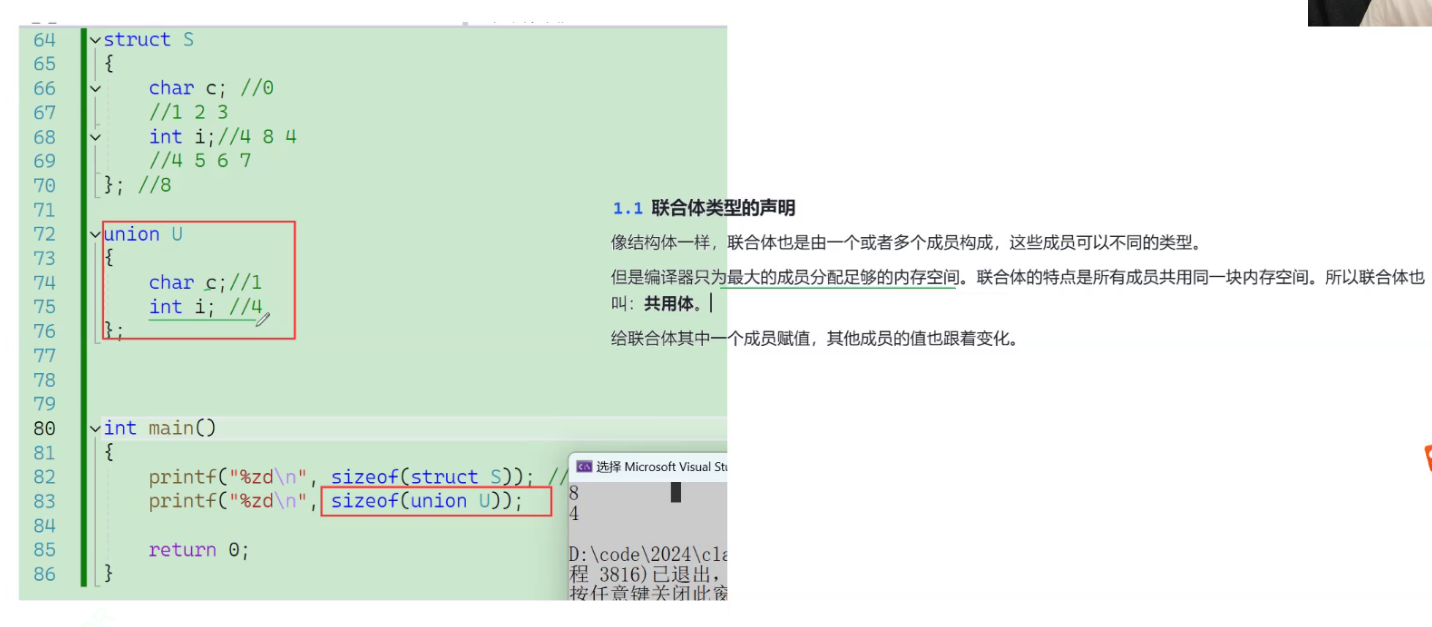 64 struct S
65 {
66 char c; //0
67 //1 2 3
68 int i;//4 8 4
69 //4 5 6 7
70 }; //8
71
72 union U
73 {
74 char c;//1
75 int i; //4
76 };
77
78
79
80 int main()
81 {
82 printf("%zd\n", sizeof(struct S)); //
83 printf("%zd\n", sizeof(union U));
84
85 return 0;
86 }
选择 Microsoft Visual Stu
8
4
D:\code\2024\cla
程 3816)已退出，
按任意键关闭此窗
1.1 联合体类型的声明
像结构体一样，联合体也是由一个或者多个成员构成，这些成员可以不同的类型。
但是编译器只为最大的成员分配足够的内存空间。联合体的特点是所有成员共用同一块内存空间。所以联合体也
叫：共用体。
给联合体其中一个成员赋值，其他成员的值也跟着变化。